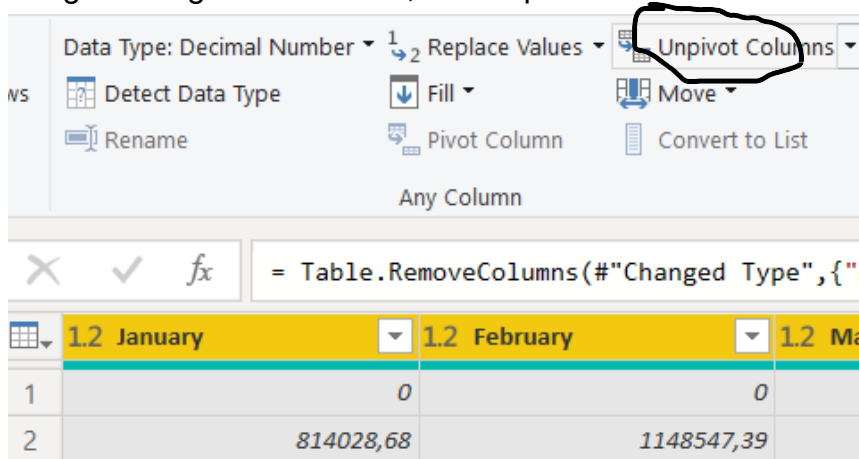 Data Type: Decimal Number 1 2 Replace Values Unpivot Columns
ws Detect Data Type Fill Move
Rename Pivot Column Convert to List
Any Column
fx = Table.RemoveColumns(#"Changed Type",{"
1.2 January 1.2 February 1.2 Ma
1 0 0
2 814028,68 1148547,39